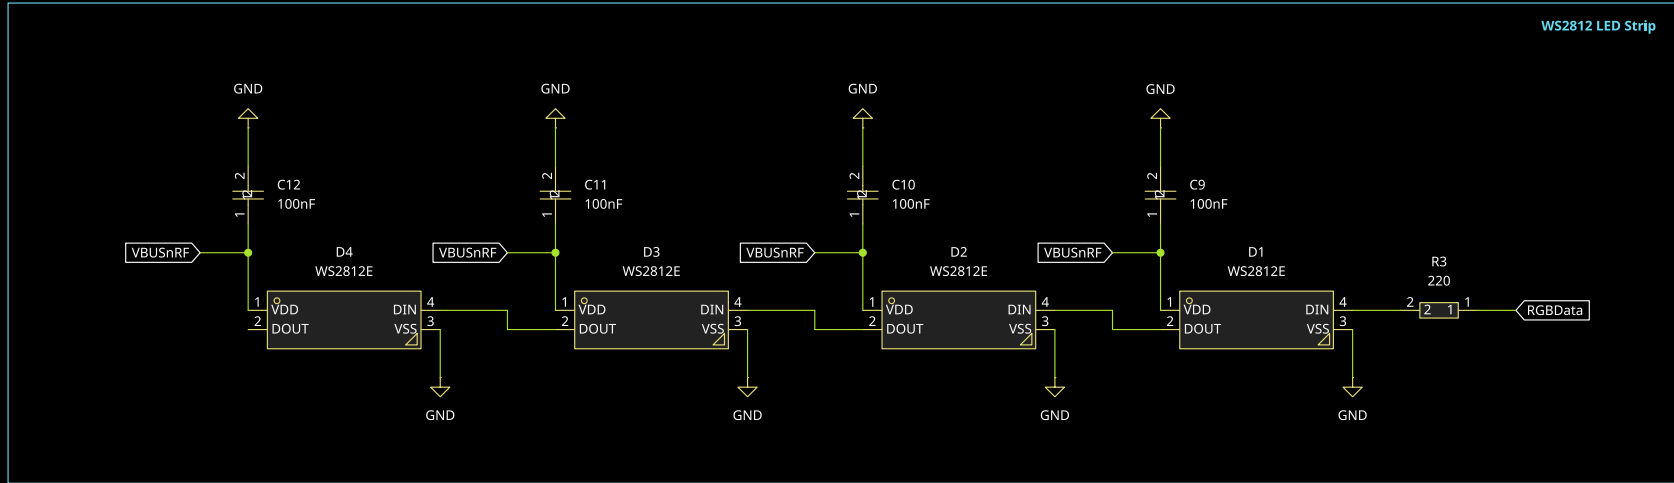 WS2812 LED Strip
GND
GND
GND
GND
2
2
2
2
C12
100nF
C11
100nF
C10
100nF
C9
100nF
1
1
1
1
VBUSnRF
VBUSnRF
VBUSnRF
VBUSnRF
D4
WS2812E
D3
WS2812E
D2
WS2812E
D1
WS2812E
R3
220
1 VDD DIN 4
2 DOUT VSS 3
1 VDD DIN 4
2 DOUT VSS 3
1 VDD DIN 4
2 DOUT VSS 3
1 VDD DIN 4
2 DOUT VSS 3
2 2 1 1
RGBData
GND
GND
GND
GND